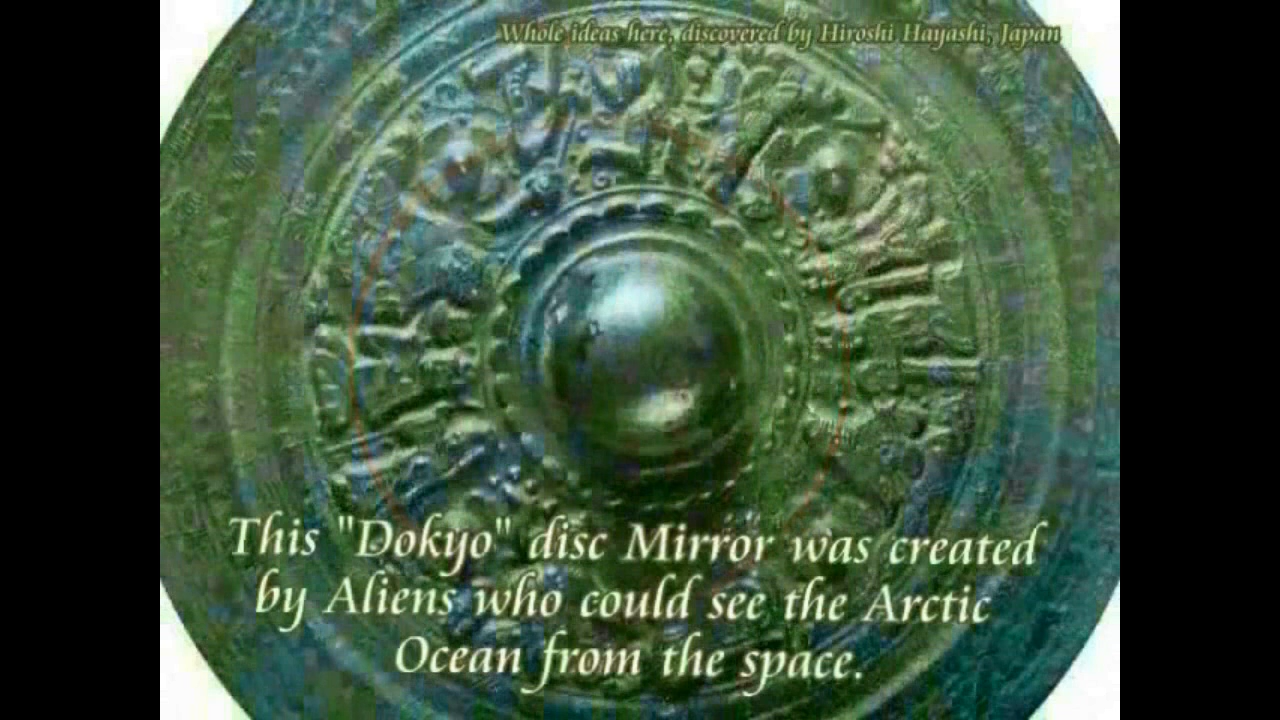 Whole ideas here, discovered by Hiroshi Hayashi, Japan
This "Dokyo" disc Mirror was created
by Aliens who could see the Arctic
Ocean from the space.